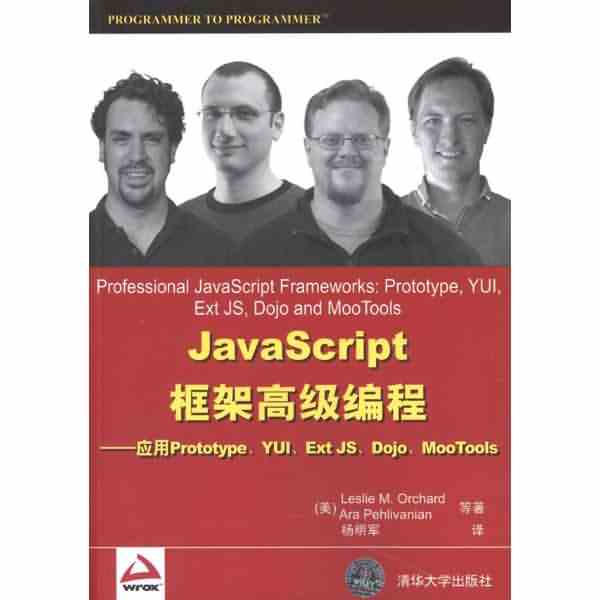 PROGRAMMER TO PROGRAMMER™
Professional JavaScript Frameworks: Prototype, YUI,
Ext JS, Dojo and MooTools
JavaScript
框架高级编程
——应用Prototype、YUI、Ext JS、Dojo、MooTools
(美) Leslie M. Orchard
Ara Pehlivanian 等著
杨明军 译
wrox
清华大学出版社